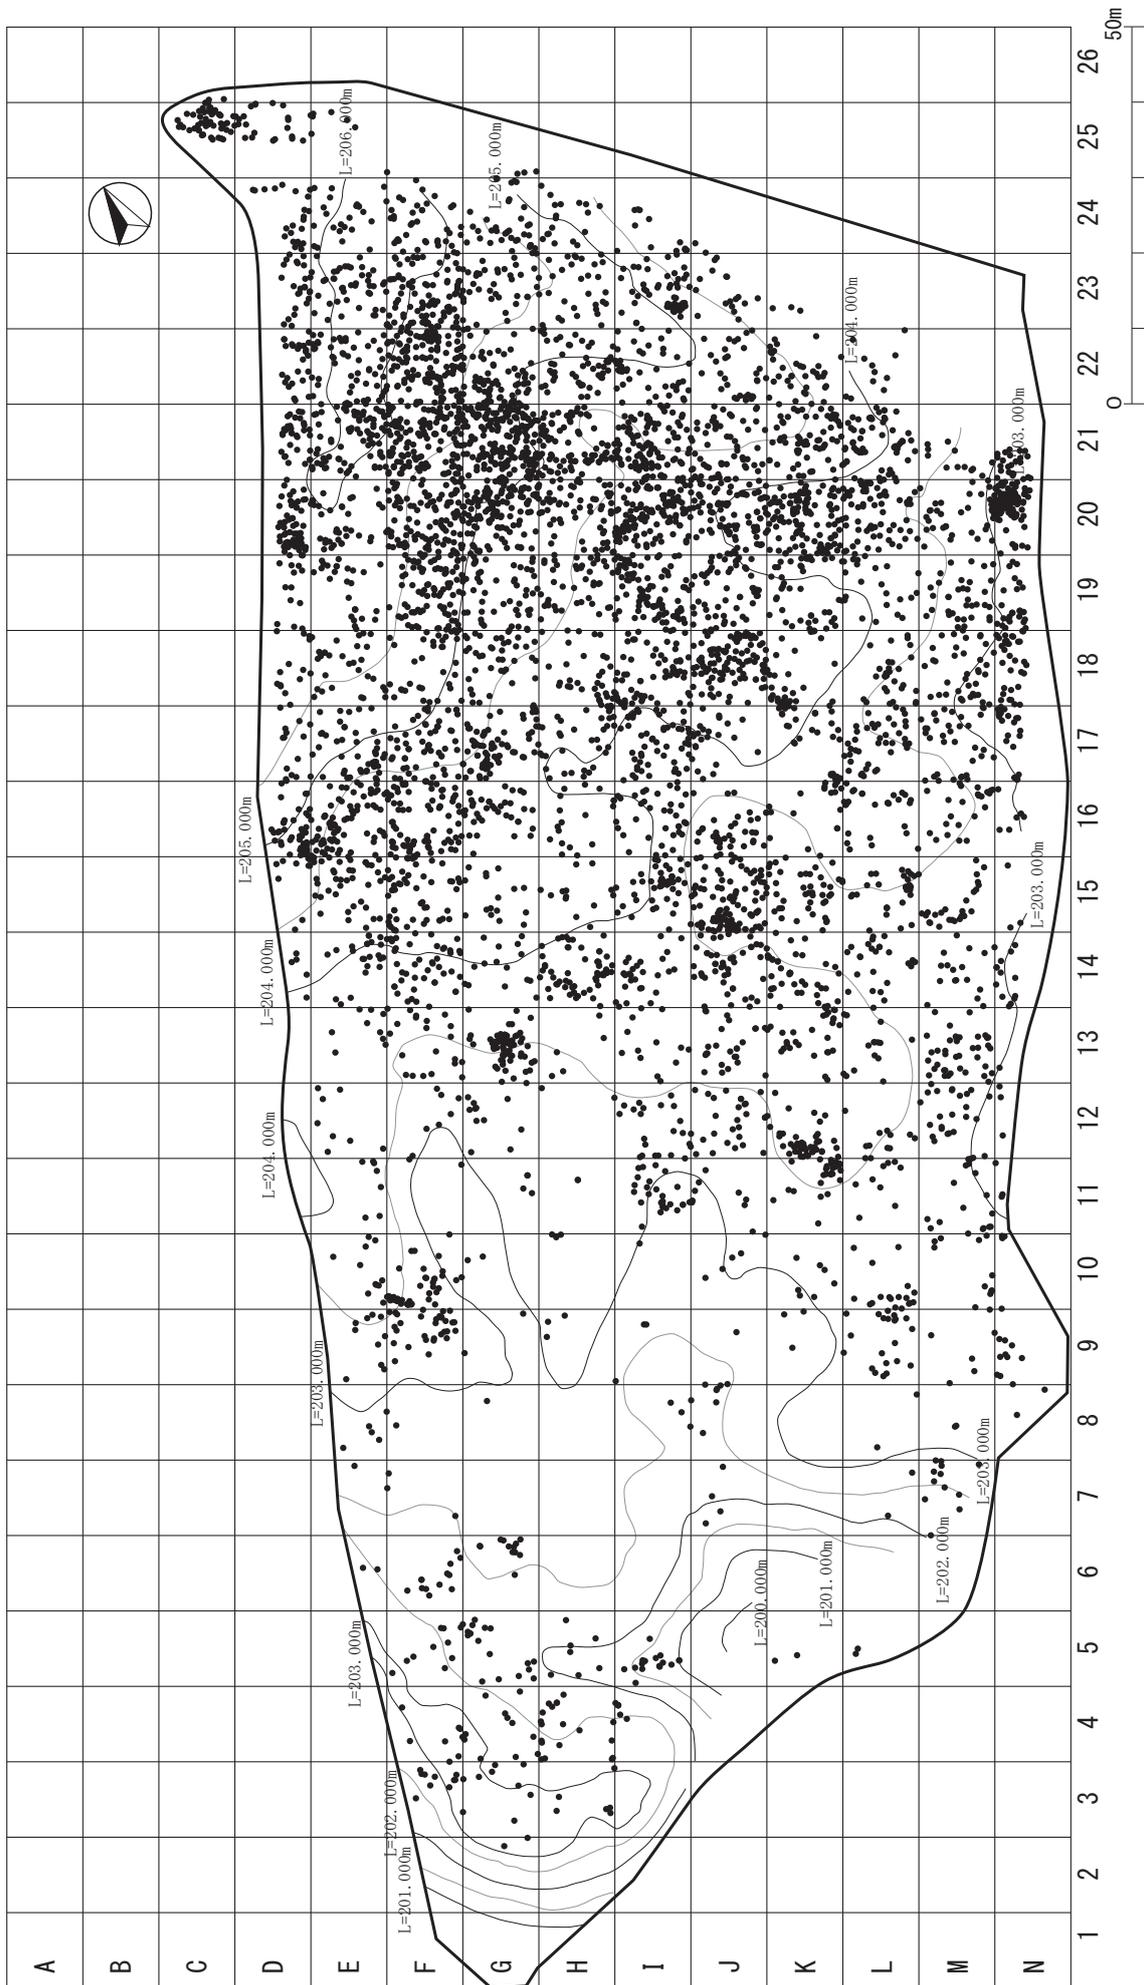 50m
0
26
25
24
23
22
21
20
19
18
17
16
15
14
13
12
11
10
9
8
7
6
5
4
3
2
1
A
B
C
D
E
F
G
H
I
J
K
L
M
N
L=206.000m
L=205.000m
L=204.000m
L=203.000m
L=205.000m
L=204.000m
L=204.000m
L=203.000m
L=203.000m
L=202.000m
L=201.000m
L=203.000m
L=203.000m
L=202.000m
L=201.000m
L=200.000m